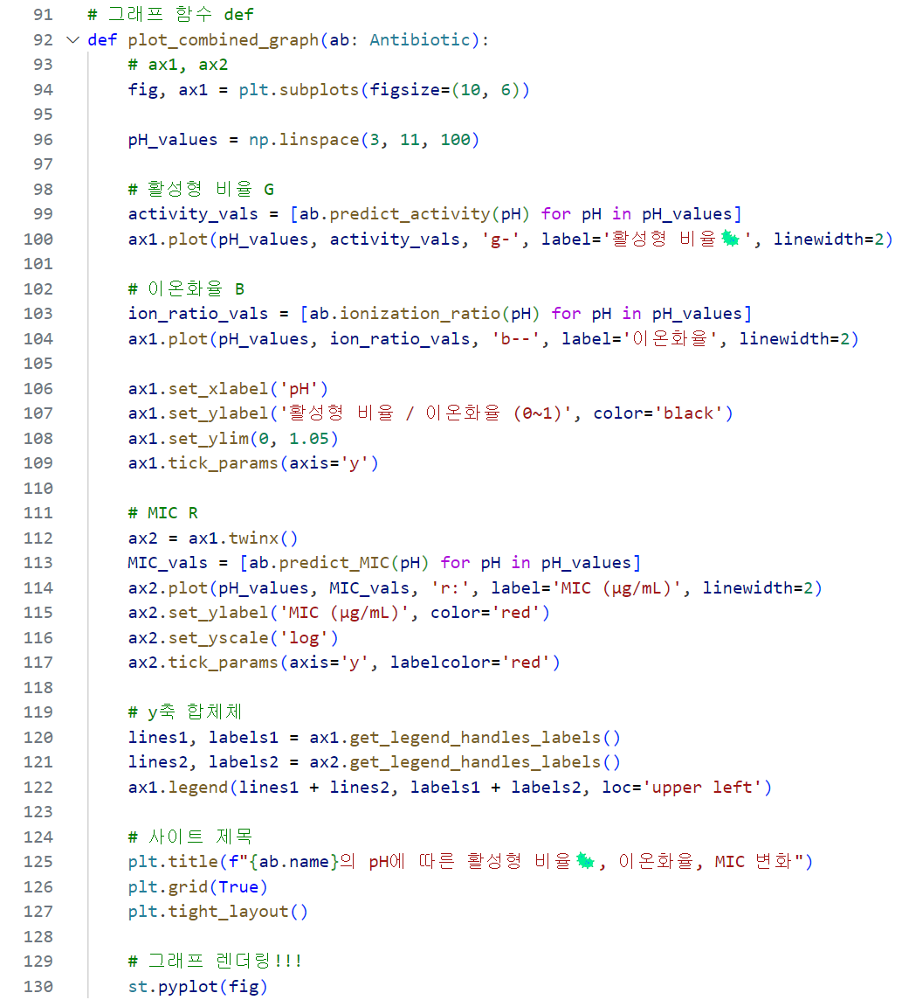 91 # 그래프 함수 def
92 def plot_combined_graph(ab: Antibiotic):
93 # ax1, ax2
94 fig, ax1 = plt.subplots(figsize=(10, 6))
95
96 pH_values = np.linspace(3, 11, 100)
97
98 # 활성형 비율 G
99 activity_vals = [ab.predict_activity(pH) for pH in pH_values]
100 ax1.plot(pH_values, activity_vals, 'g-', label='활성형 비율🦠', linewidth=2)
101
102 # 이온화율 B
103 ion_ratio_vals = [ab.ionization_ratio(pH) for pH in pH_values]
104 ax1.plot(pH_values, ion_ratio_vals, 'b--', label='이온화율', linewidth=2)
105
106 ax1.set_xlabel('pH')
107 ax1.set_ylabel('활성형 비율 / 이온화율 (0~1)', color='black')
108 ax1.set_ylim(0, 1.05)
109 ax1.tick_params(axis='y')
110
111 # MIC R
112 ax2 = ax1.twinx()
113 MIC_vals = [ab.predict_MIC(pH) for pH in pH_values]
114 ax2.plot(pH_values, MIC_vals, 'r:', label='MIC (μg/mL)', linewidth=2)
115 ax2.set_ylabel('MIC (μg/mL)', color='red')
116 ax2.set_yscale('log')
117 ax2.tick_params(axis='y', labelcolor='red')
118
119 # y축 합체체
120 lines1, labels1 = ax1.get_legend_handles_labels()
121 lines2, labels2 = ax2.get_legend_handles_labels()
122 ax1.legend(lines1 + lines2, labels1 + labels2, loc='upper left')
123
124 # 사이트 제목
125 plt.title(f"{ab.name}의 pH에 따른 활성형 비율🦠, 이온화율, MIC 변화")
126 plt.grid(True)
127 plt.tight_layout()
128
129 # 그래프 렌더링!!!
130 st.pyplot(fig)